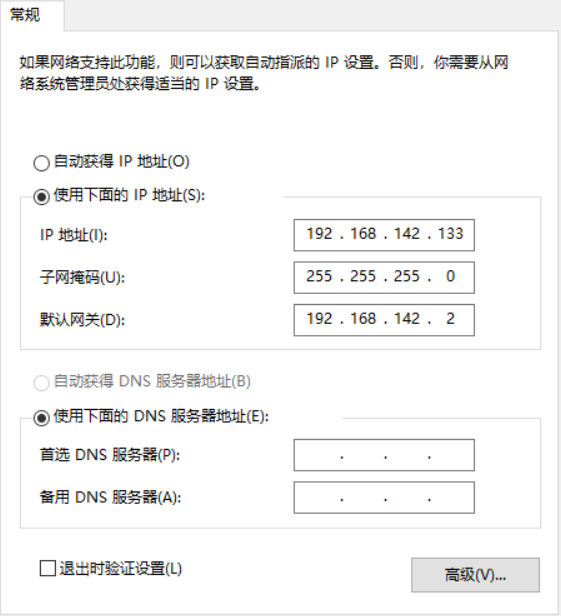 常规
如果网络支持此功能，则可以获取自动指派的 IP 设置。否则，你需要从网
络系统管理员处获得适当的 IP 设置。
自动获得 IP 地址(O)
使用下面的 IP 地址(S):
IP 地址(I): 192 . 168 . 142 . 133
子网掩码(U): 255 . 255 . 255 . 0
默认网关(D): 192 . 168 . 142 . 2
自动获得 DNS 服务器地址(B)
使用下面的 DNS 服务器地址(E):
首选 DNS 服务器(P): . . .
备用 DNS 服务器(A): . . .
退出时验证设置(L)
高级(V)...